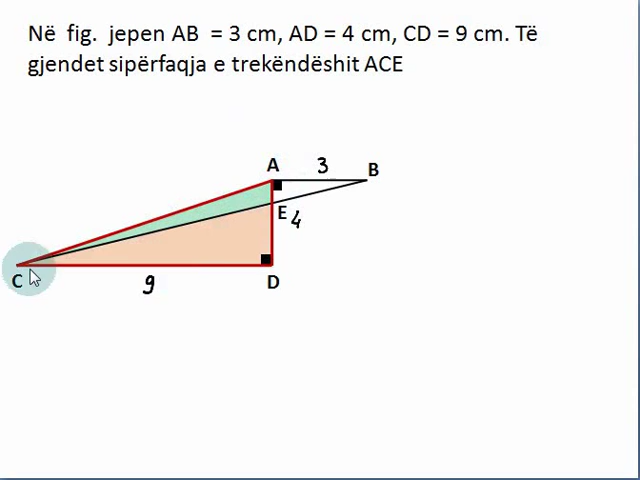 Në fig. jepen AB = 3 cm, AD = 4 cm, CD = 9 cm. Të
gjendet sipërfaqja e trekëndëshit ACE
A 3 B
E 4
C 9 D